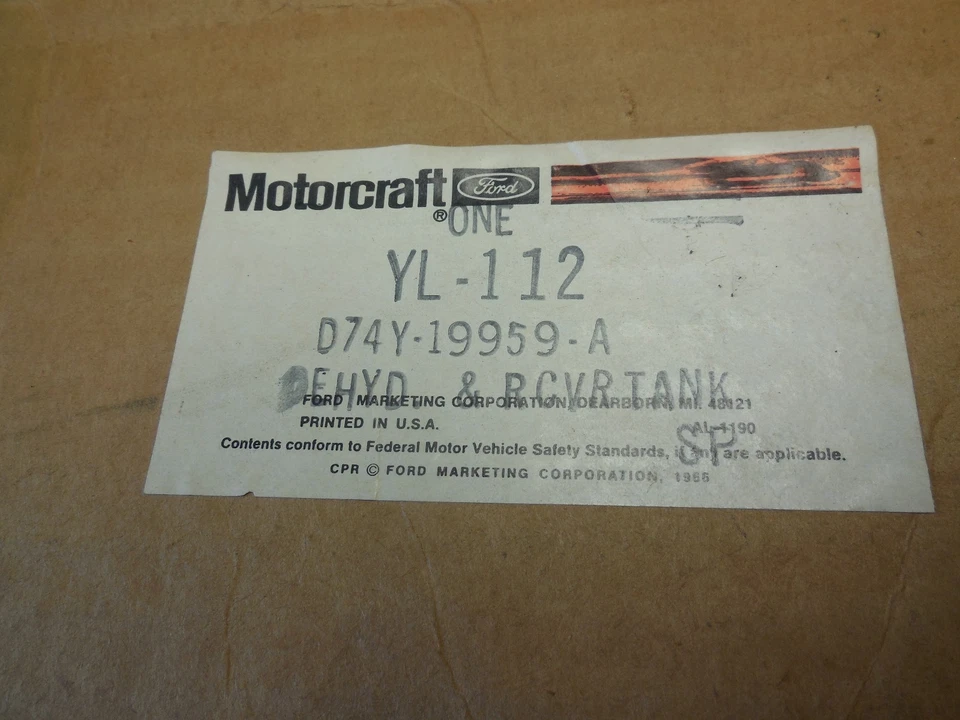 Motorcraft® Ford
ONE
YL-112
D74Y-19959-A
DEHYD. & RCVR TANK
FORD MARKETING CORPORATION, DEARBORN, MI. 48121
PRINTED IN U.S.A. AL-1190
SP
Contents conform to Federal Motor Vehicle Safety Standards, if any are applicable.
CPR © FORD MARKETING CORPORATION,